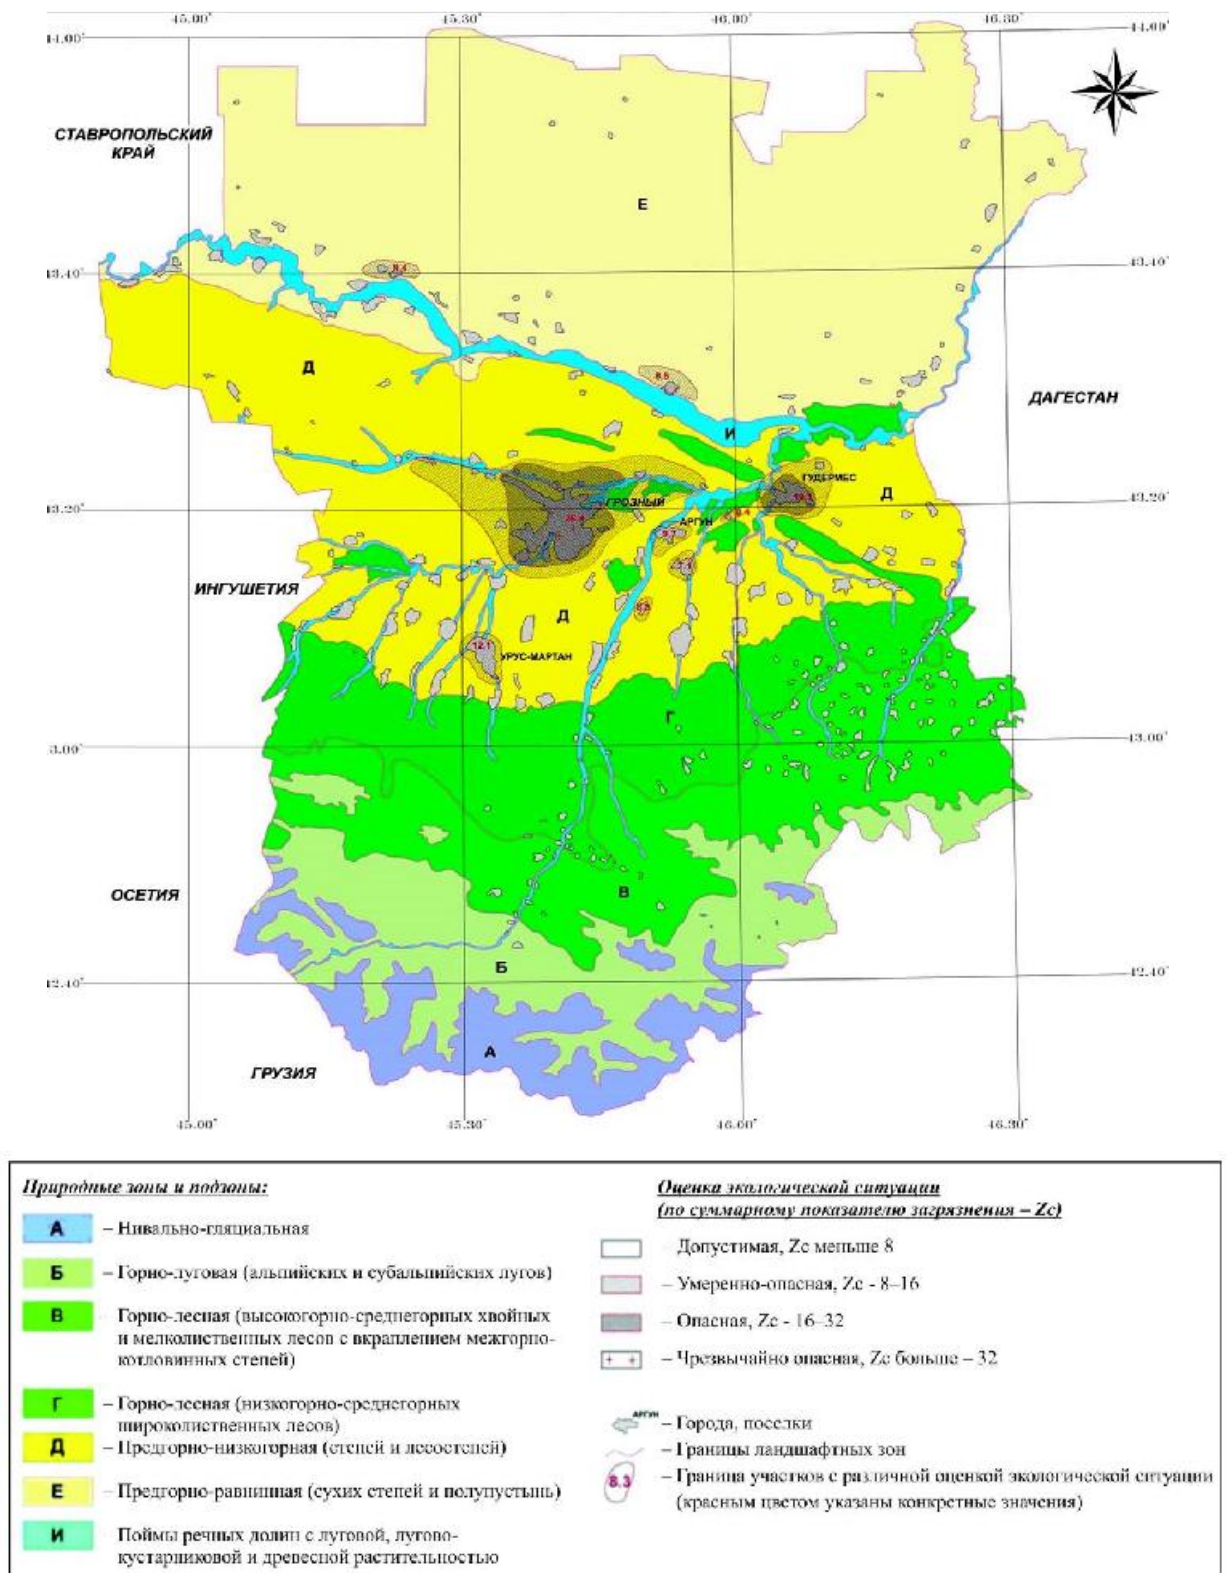 45.00'
45.30'
46.00'
46.30'
44.00'
44.00'
СТАВРОПОЛЬСКИЙ
КРАЙ
Е
43.40'
8.4
43.40'
Д
8.5
ДАГЕСТАН
И
ГУДЕРМЕС
ГРОЗНЫЙ
Д
43.20'
АРГУН
43.20'
ИНГУШЕТИЯ
Д
12.1
УРУС-МАРТАН
Г
3.00'
43.00'
В
ОСЕТИЯ
Б
42.40'
42.40'
А
ГРУЗИЯ
45.00'
45.30'
46.00'
46.30'
Природные зоны и подзоны:
А – Нивально-гляциальная
Б – Горно-луговая (альпийских и субальпийских лугов)
В Горно-лесная (высокогорно-среднегорных хвойных
и мелколиственных лесов с вкраплением межгорно-
котловинных степей)
Г – Горно-лесная (низкогорно-среднегорных
широколиственных лесов)
Д – Предгорно-низкогорная (степей и лесостепей)
Е – Предгорно-равнинная (сухих степей и полупустынь)
И Поймы речных долин с луговой, лугово-
кустарниковой и древесной растительностью
Оценка экологической ситуации
(по суммарному показателю загрязнения – Zc)
– Допустимая, Zc меньше 8
– Умеренно-опасная, Zc - 8–16
– Опасная, Zc - 16–32
– Чрезвычайно опасная, Zc больше – 32
АРГУН – Города, поселки
– Границы ландшафтных зон
8.3 – Граница участков с различной оценкой экологической ситуации
(красным цветом указаны конкретные значения)